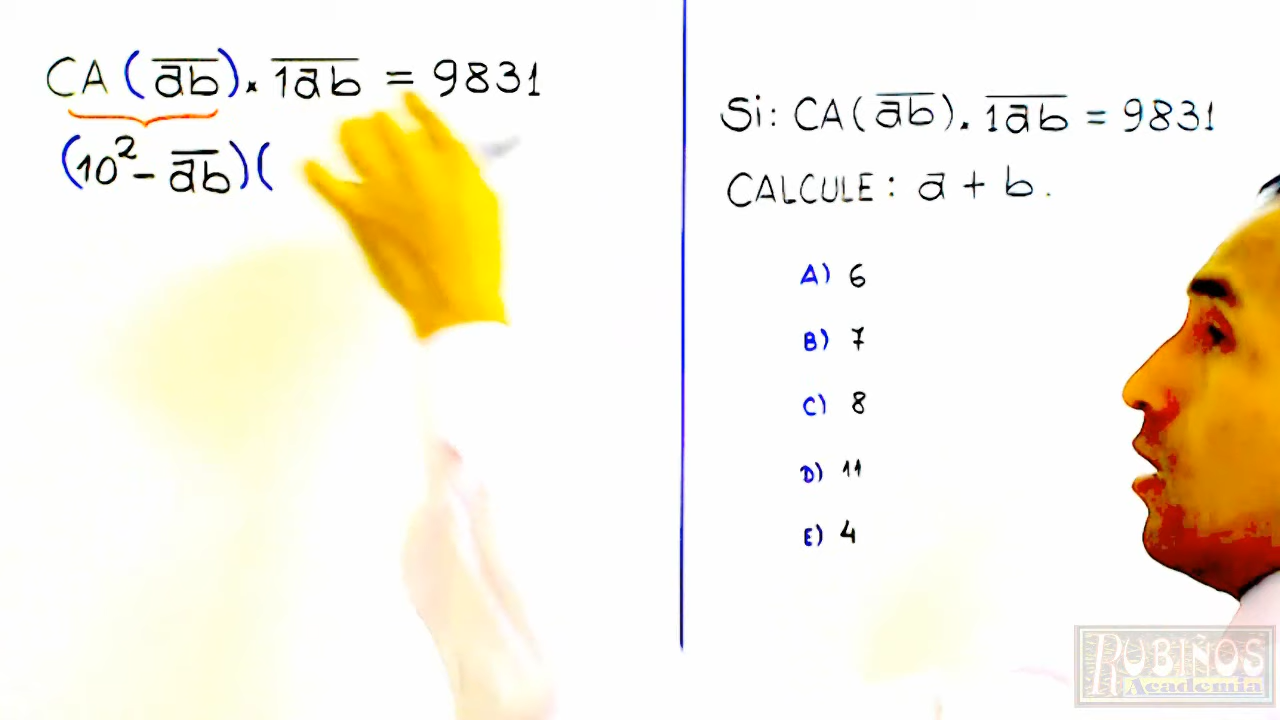 CA(ab).1ab = 9831
(10²-ab)(
Si: CA(ab).1ab = 9831
CALCULE: a + b.
A) 6
B) 7
C) 8
D) 11
E) 4
RUBIÑOS
Academia